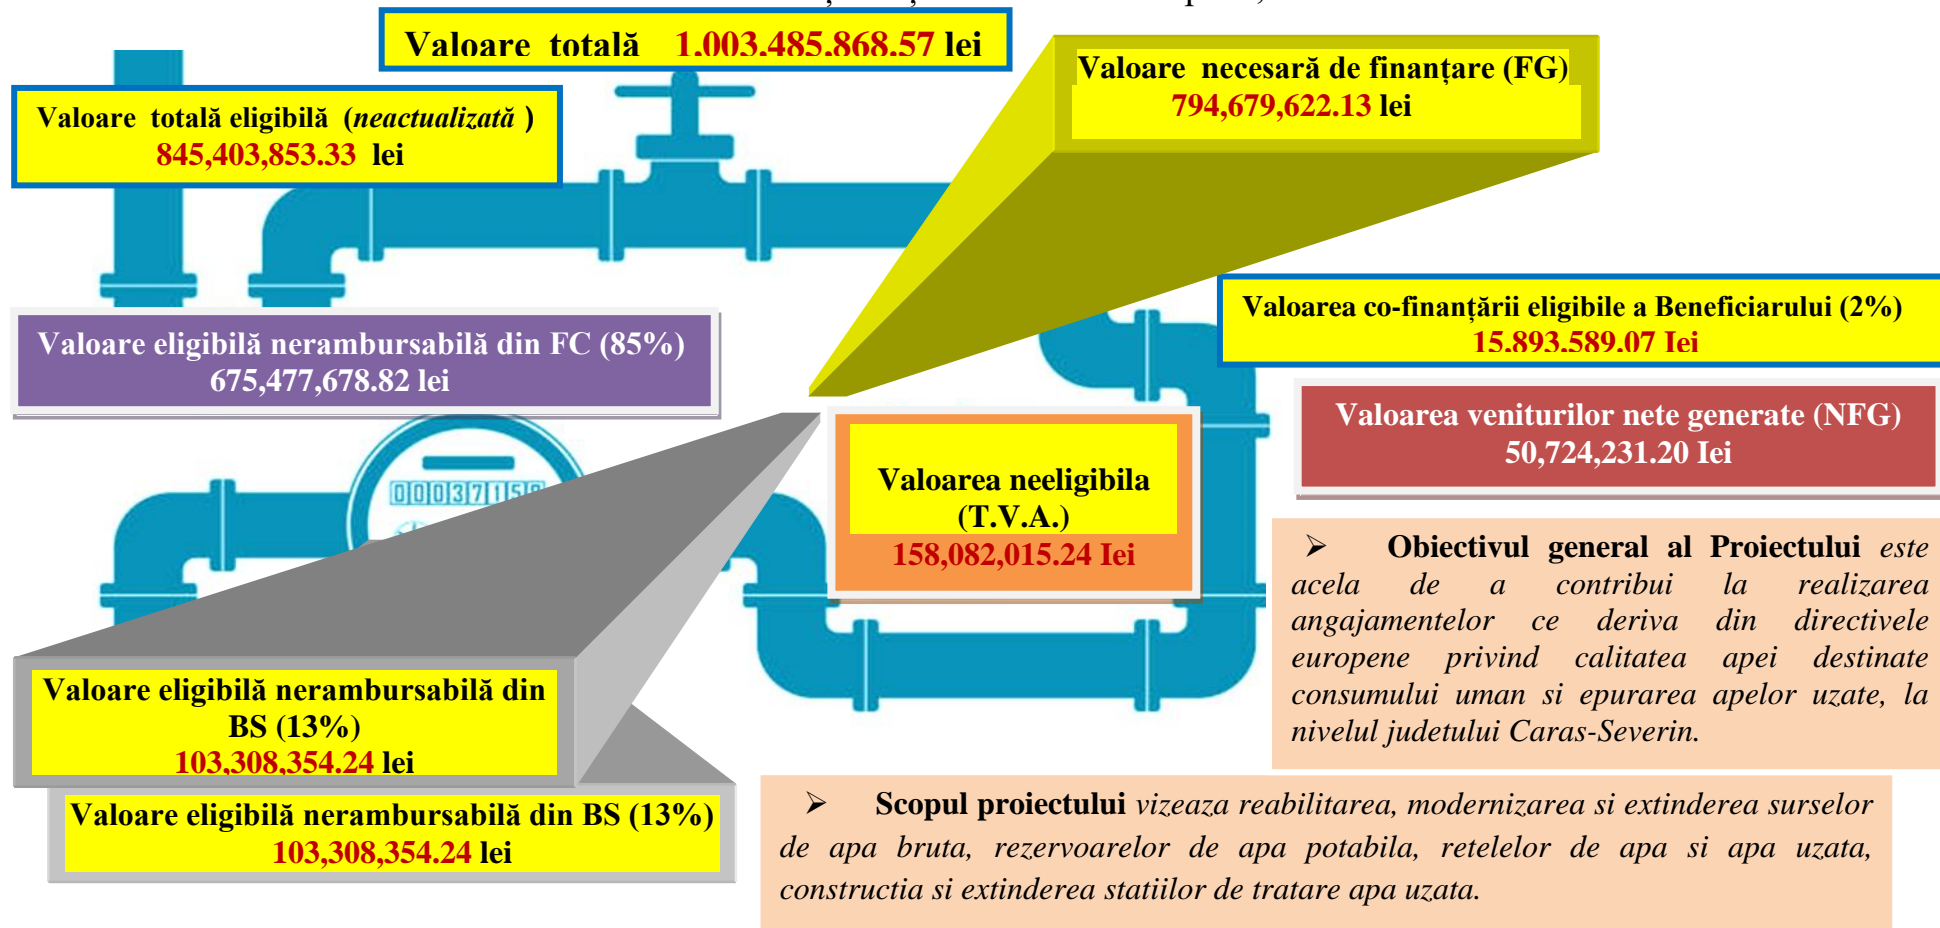 Valoare totală 1,003,485,868.57 lei
Valoare necesară de finanțare (FG)
794,679,622.13 lei
Valoare totală eligibilă (neactualizată )
845,403,853.33 lei
Valoarea co-finanțării eligibile a Beneficiarului (2%)
15,893,589.07 Iei
Valoare eligibilă nerambursabilă din FC (85%)
675,477,678.82 lei
Valoarea veniturilor nete generate (NFG)
50,724,231.20 Iei
Valoarea neeligibila
(T.V.A.)
158,082,015.24 Iei
➢ Obiectivul general al Proiectului este
acela de a contribui la realizarea
angajamentelor ce deriva din directivele
europene privind calitatea apei destinate
consumului uman si epurarea apelor uzate, la
nivelul judetului Caras-Severin.
Valoare eligibilă nerambursabilă din
BS (13%)
103,308,354.24 lei
Valoare eligibilă nerambursabilă din BS (13%)
103,308,354.24 lei
➢ Scopul proiectului vizeaza reabilitarea, modernizarea si extinderea surselor
de apa bruta, rezervoarelor de apa potabila, retelelor de apa si apa uzata,
constructia si extinderea statiilor de tratare apa uzata.